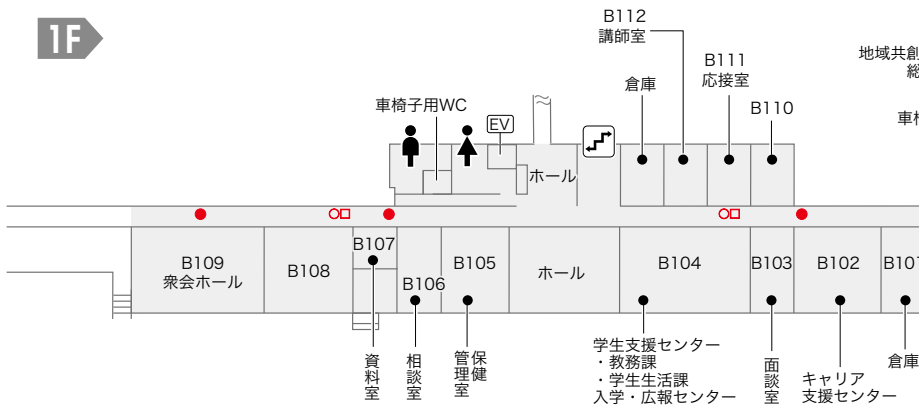 1F
B112
講師室
B111
応接室
地域共創
総
倉庫
B110
車椅子用WC
EV
車椅
ホール
B109
衆会ホール
B108
B107
B106
B105
ホール
B104
B103
B102
B101
資料室
相談室
保健
管理室
学生支援センター
・教務課
・学生生活課
入学・広報センター
面談室
キャリア
支援センター
倉庫